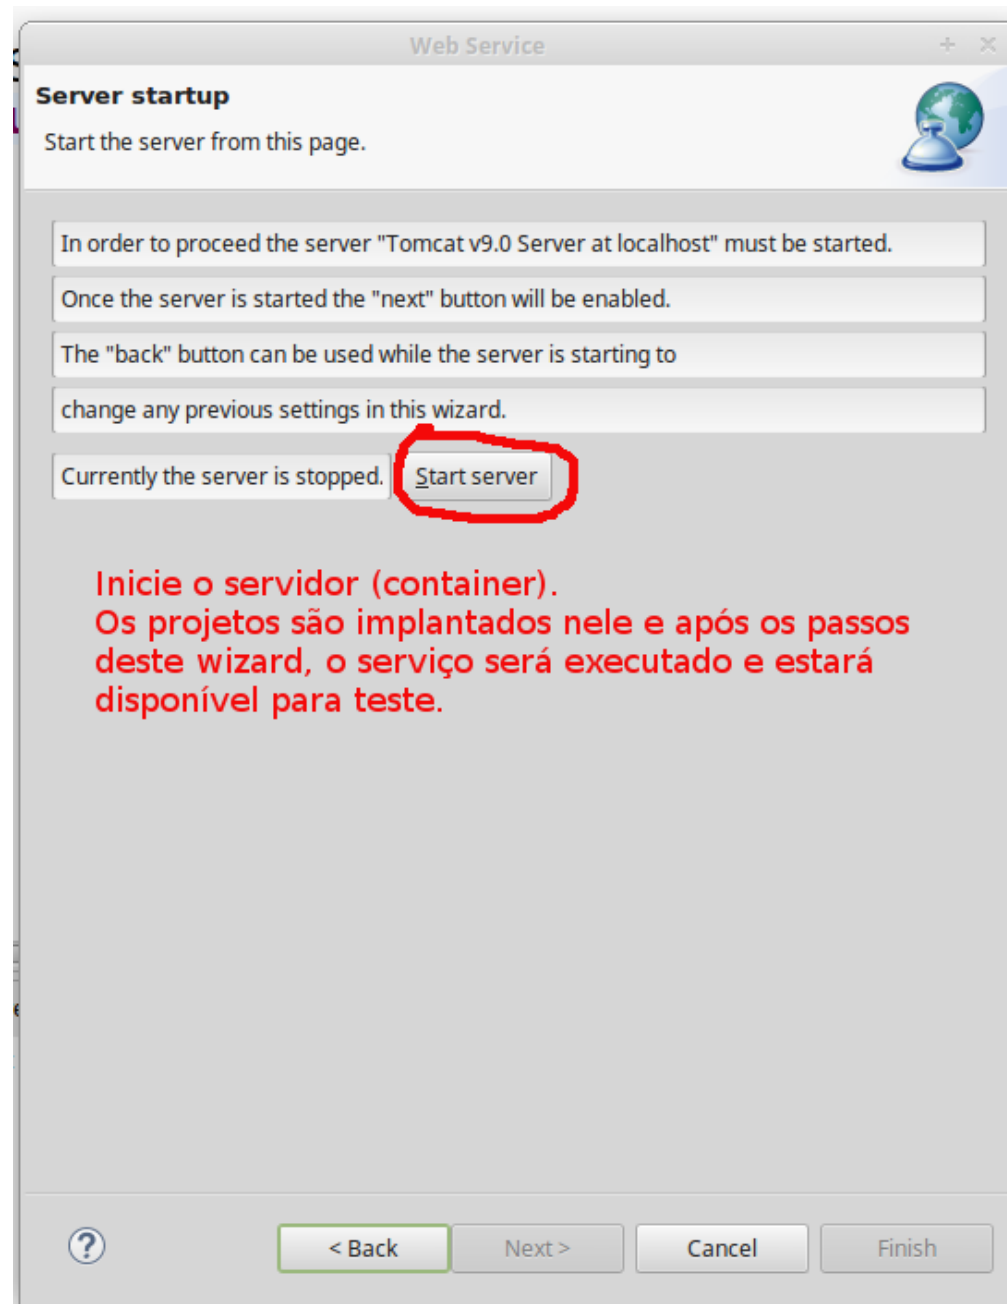 Web Service
Server startup
Start the server from this page.
In order to proceed the server "Tomcat v9.0 Server at localhost" must be started.
Once the server is started the "next" button will be enabled.
The "back" button can be used while the server is starting to
change any previous settings in this wizard.
Currently the server is stopped. Start server
Inicie o servidor (container).
Os projetos são implantados nele e após os passos
deste wizard, o serviço será executado e estará
disponível para teste.
? < Back Next > Cancel Finish